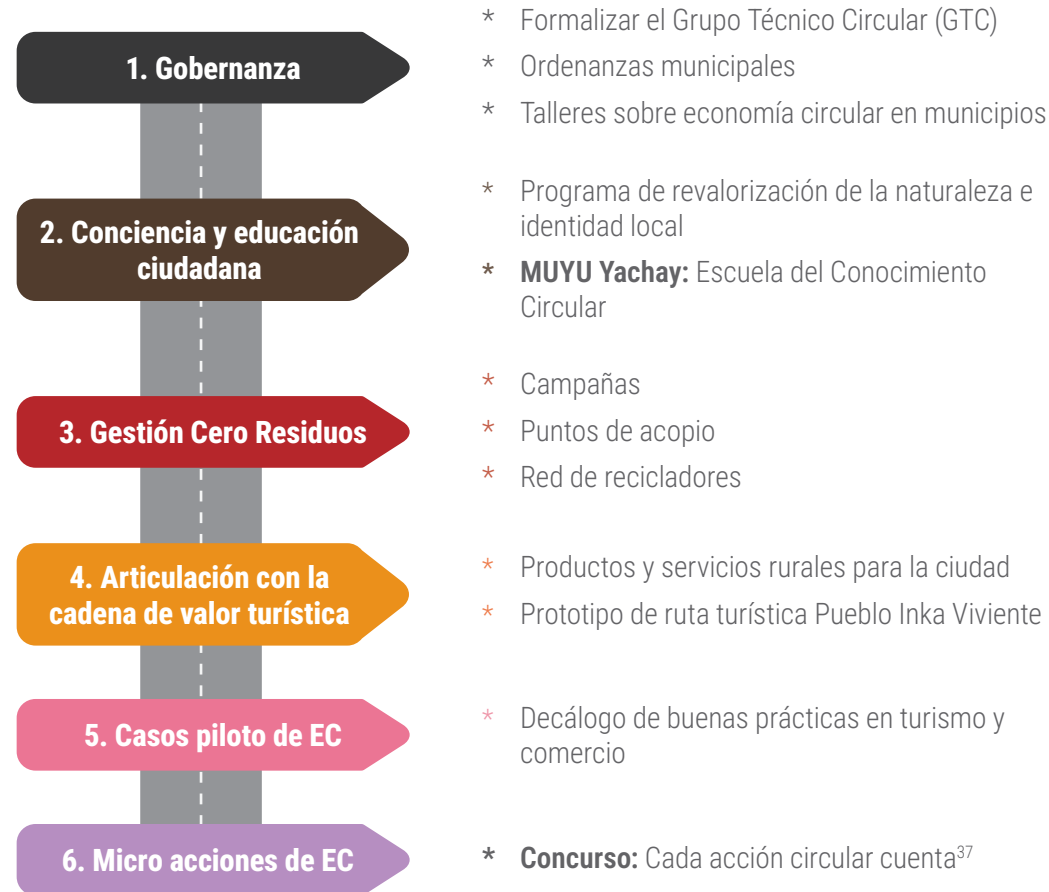 1. Gobernanza
* Formalizar el Grupo Técnico Circular (GTC)
* Ordenanzas municipales
* Talleres sobre economía circular en municipios
2. Conciencia y educación
ciudadana
* Programa de revalorización de la naturaleza e
identidad local
* MUYU Yachay: Escuela del Conocimiento
Circular
3. Gestión Cero Residuos
* Campañas
* Puntos de acopio
* Red de recicladores
4. Articulación con la
cadena de valor turística
* Productos y servicios rurales para la ciudad
* Prototipo de ruta turística Pueblo Inka Viviente
5. Casos piloto de EC
* Decálogo de buenas prácticas en turismo y
comercio
6. Micro acciones de EC
* Concurso: Cada acción circular cuenta37